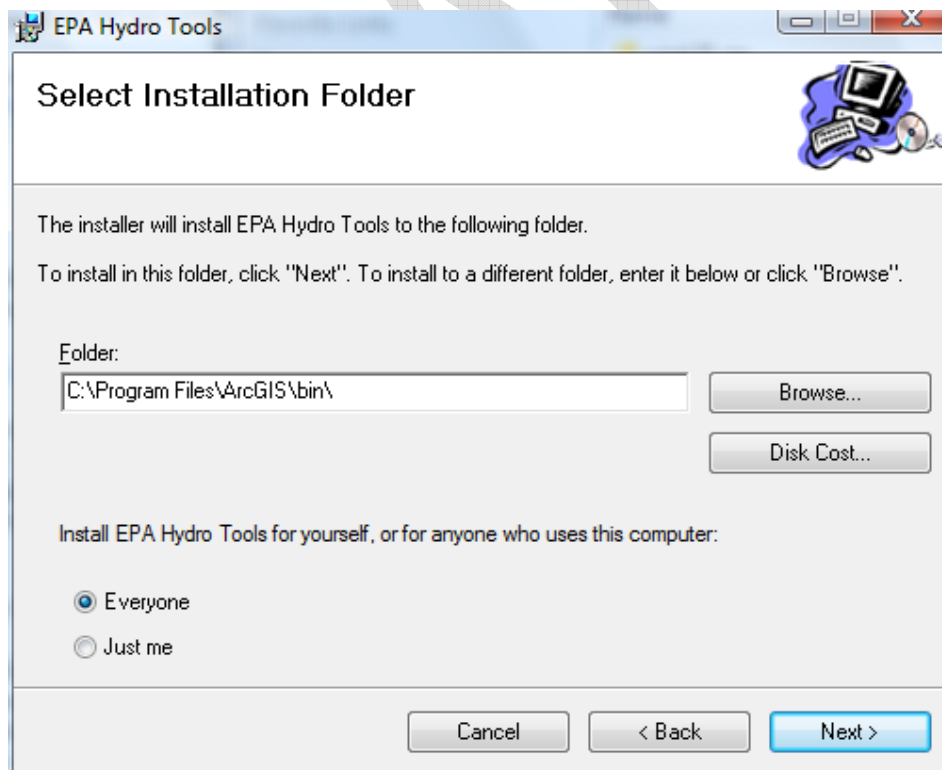 EPA Hydro Tools
Select Installation Folder
The installer will install EPA Hydro Tools to the following folder.
To install in this folder, click "Next". To install to a different folder, enter it below or click "Browse".
Folder:
C:\Program Files\ArcGIS\bin\
Browse...
Disk Cost...
Install EPA Hydro Tools for yourself, or for anyone who uses this computer:
Everyone
Just me
Cancel
< Back
Next >